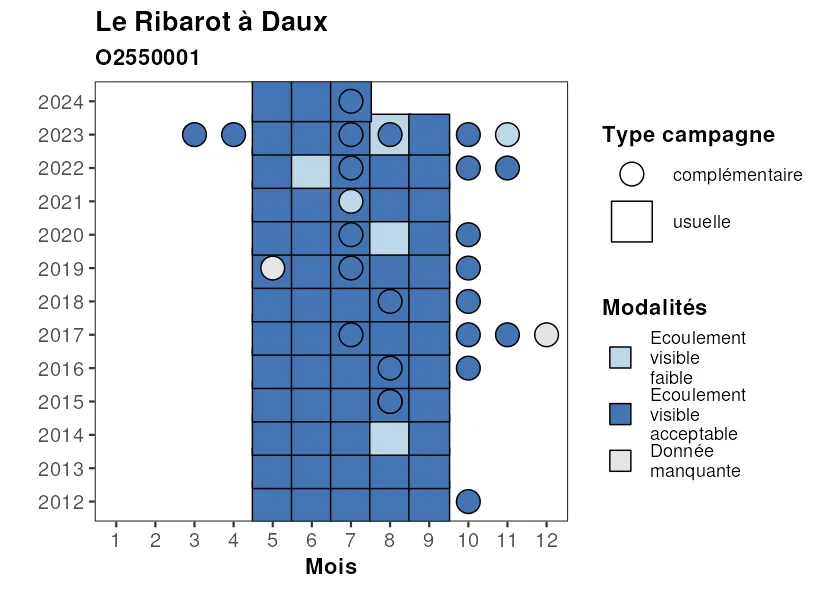 Le Ribarot à Daux
O2550001
2024
2023
2022
2021
2020
2019
2018
2017
2016
2015
2014
2013
2012
1 2 3 4 5 6 7 8 9 10 11 12
Mois
Type campagne
complémentaire
usuelle
Modalités
Ecoulement
visible
faible
Ecoulement
visible
acceptable
Donnée
manquante